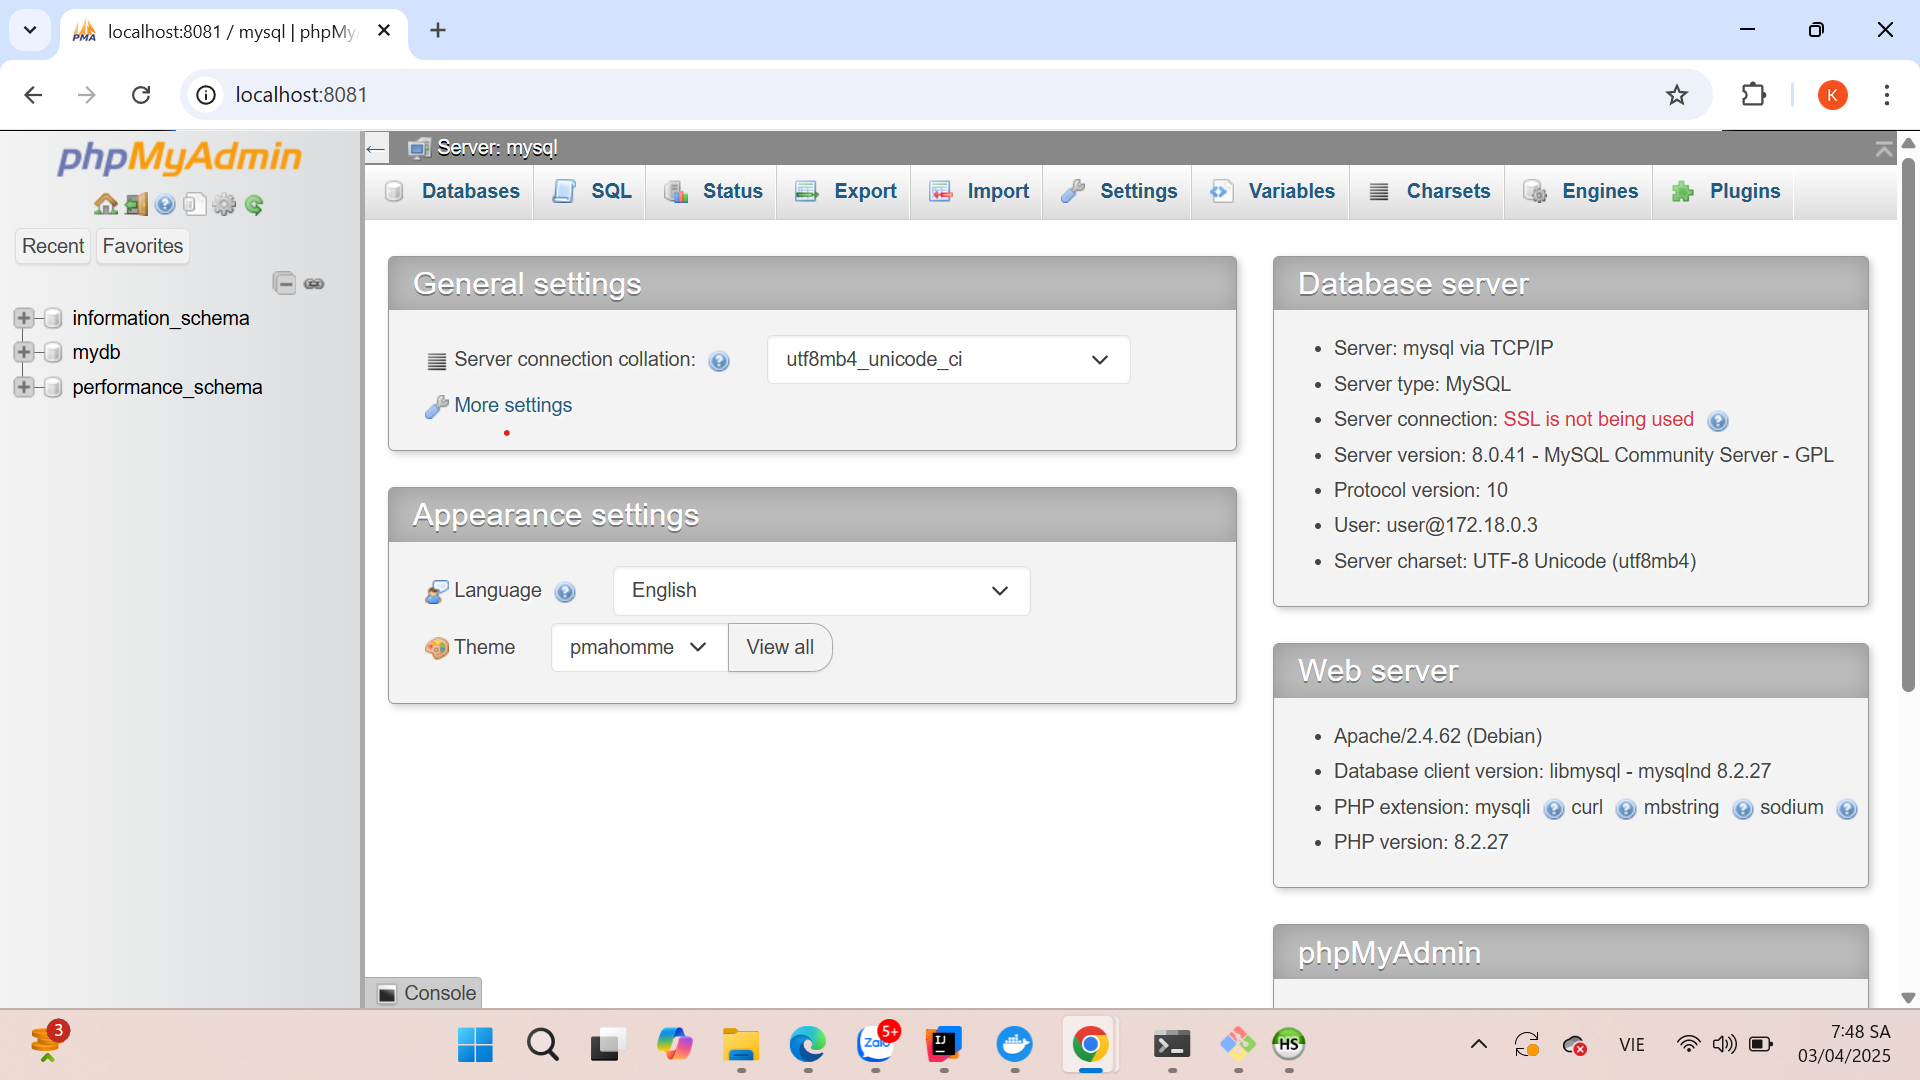 localhost:8081 / mysql | phpMy
localhost:8081
K
phpMyAdmin
Recent
Favorites
information_schema
mydb
performance_schema
Server: mysql
Databases
SQL
Status
Export
Import
Settings
Variables
Charsets
Engines
Plugins
General settings
Server connection collation:
utf8mb4_unicode_ci
More settings
Appearance settings
Language
English
Theme
pmahomme
View all
Database server
Server: mysql via TCP/IP
Server type: MySQL
Server connection: SSL is not being used
Server version: 8.0.41 - MySQL Community Server - GPL
Protocol version: 10
User: user@172.18.0.3
Server charset: UTF-8 Unicode (utf8mb4)
Web server
Apache/2.4.62 (Debian)
Database client version: libmysql - mysqlnd 8.2.27
PHP extension: mysqli curl mbstring sodium
PHP version: 8.2.27
phpMyAdmin
Console
3
Zalo
5+
IJ
HS
VIE
7:48 SA
03/04/2025